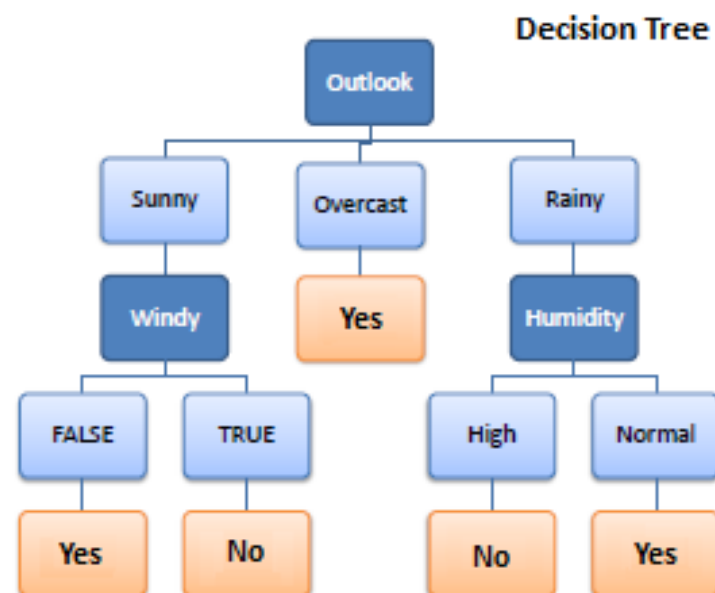 Decision Tree
Outlook
Sunny
Overcast
Rainy
Windy
Yes
Humidity
FALSE
TRUE
High
Normal
Yes
No
No
Yes